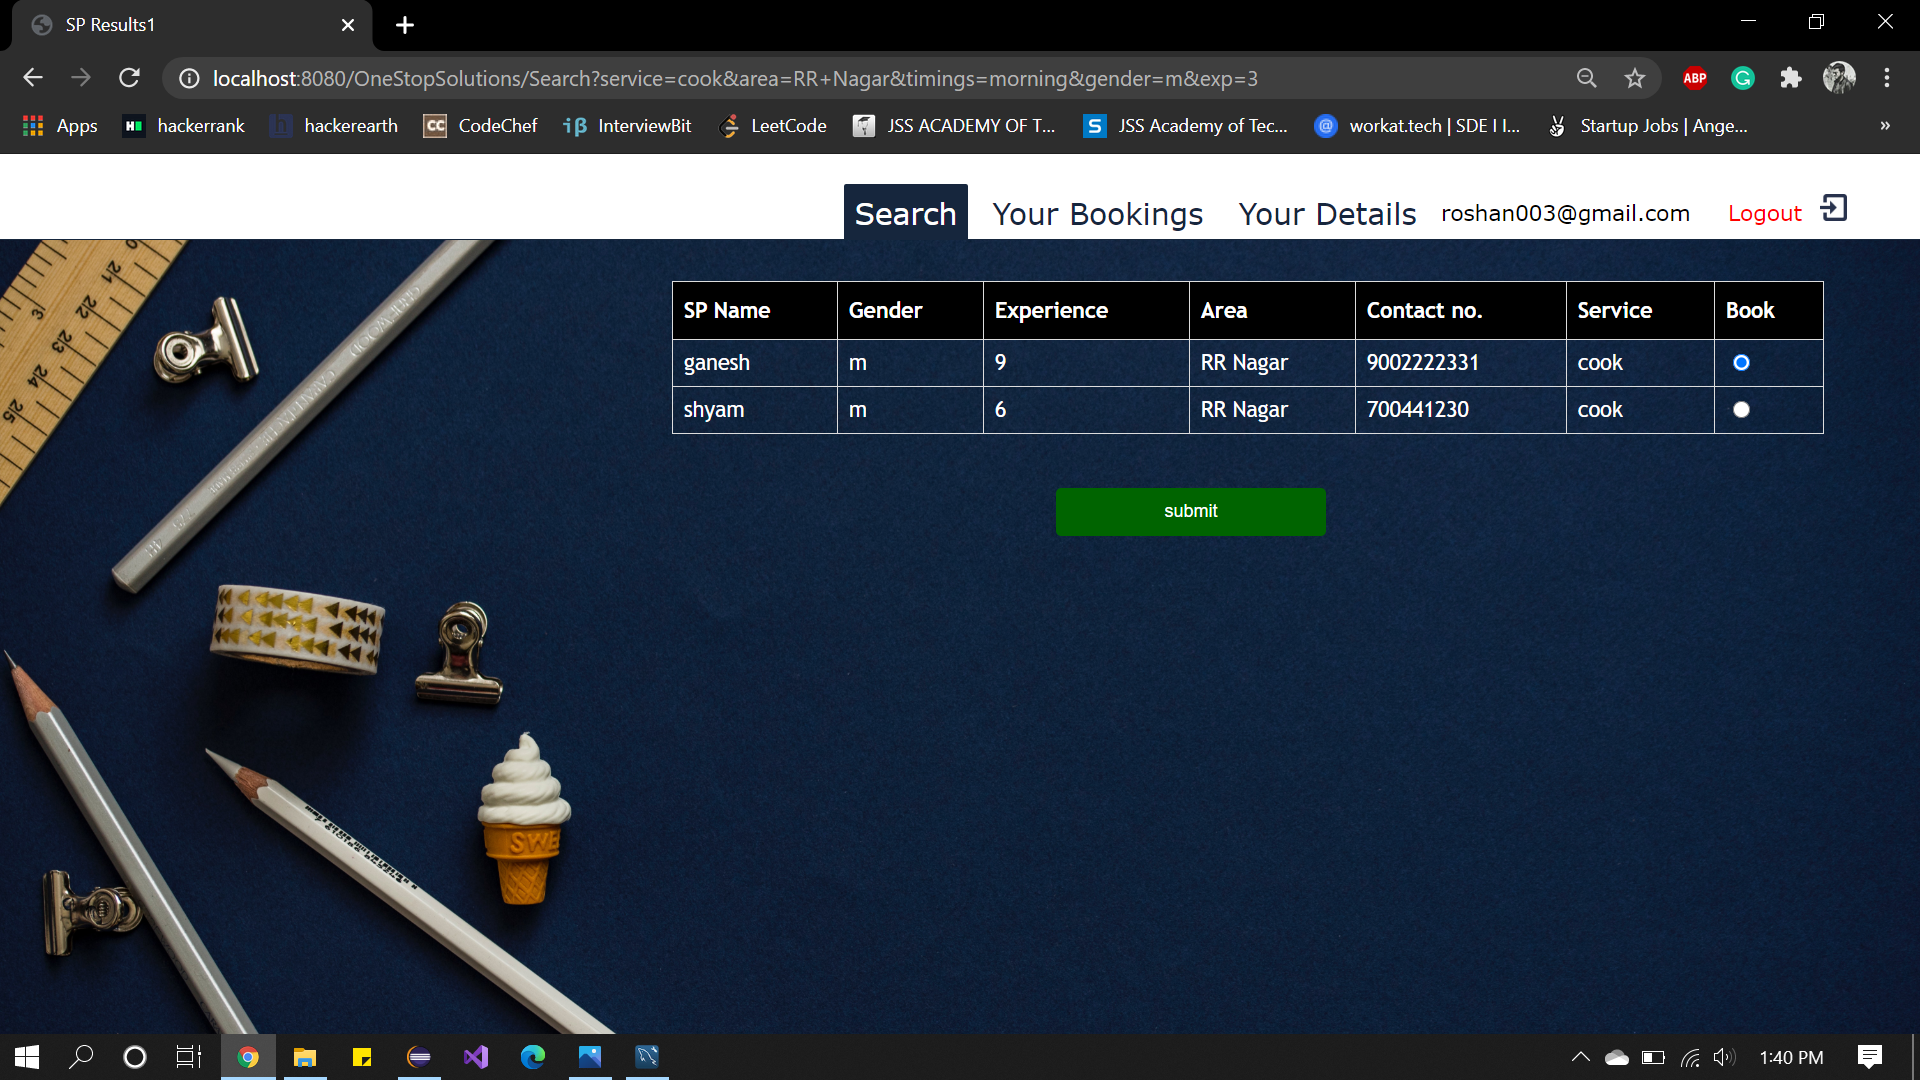 SP Results1
localhost:8080/OneStopSolutions/Search?service=cook&area=RR+Nagar&timings=morning&gender=m&exp=3
ABP
Apps hackerrank hackerearth CodeChef InterviewBit LeetCode JSS ACADEMY OF T... JSS Academy of Tec... workat.tech | SDE I I... Startup Jobs | Ange... »
Search Your Bookings Your Details roshan003@gmail.com Logout
SP Name Gender Experience Area Contact no. Service Book
ganesh m 9 RR Nagar 9002222331 cook
shyam m 6 RR Nagar 700441230 cook
submit
SWE
1:40 PM